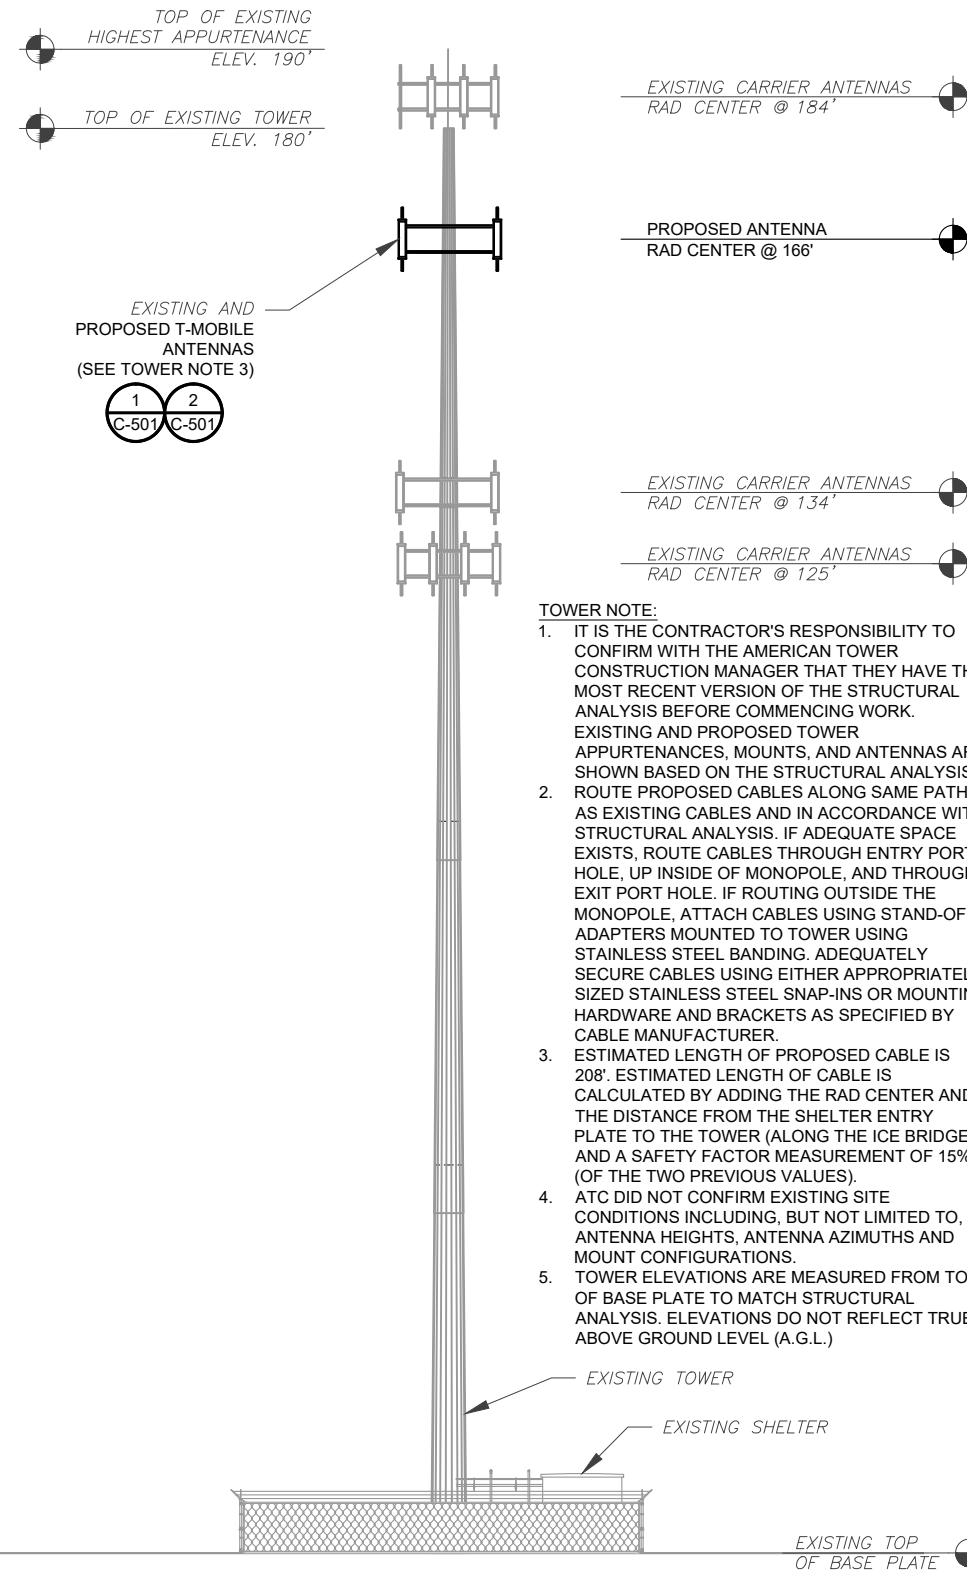 TOP OF EXISTING
HIGHEST APPURTENANCE
ELEV. 190'
TOP OF EXISTING TOWER
ELEV. 180'
EXISTING CARRIER ANTENNAS
RAD CENTER @ 184'
PROPOSED ANTENNA
RAD CENTER @ 166'
EXISTING AND
PROPOSED T-MOBILE
ANTENNAS
(SEE TOWER NOTE 3)
1 2
C-501 C-501
EXISTING CARRIER ANTENNAS
RAD CENTER @ 134'
EXISTING CARRIER ANTENNAS
RAD CENTER @ 125'
TOWER NOTE:
1. IT IS THE CONTRACTOR'S RESPONSIBILITY TO
CONFIRM WITH THE AMERICAN TOWER
CONSTRUCTION MANAGER THAT THEY HAVE TH
MOST RECENT VERSION OF THE STRUCTURAL
ANALYSIS BEFORE COMMENCING WORK.
EXISTING AND PROPOSED TOWER
APPURTENANCES, MOUNTS, AND ANTENNAS AR
SHOWN BASED ON THE STRUCTURAL ANALYSIS
2. ROUTE PROPOSED CABLES ALONG SAME PATH
AS EXISTING CABLES AND IN ACCORDANCE WIT
STRUCTURAL ANALYSIS. IF ADEQUATE SPACE
EXISTS, ROUTE CABLES THROUGH ENTRY PORT
HOLE, UP INSIDE OF MONOPOLE, AND THROUGH
EXIT PORT HOLE. IF ROUTING OUTSIDE THE
MONOPOLE, ATTACH CABLES USING STAND-OF
ADAPTERS MOUNTED TO TOWER USING
STAINLESS STEEL BANDING. ADEQUATELY
SECURE CABLES USING EITHER APPROPRIATEL
SIZED STAINLESS STEEL SNAP-INS OR MOUNTIN
HARDWARE AND BRACKETS AS SPECIFIED BY
CABLE MANUFACTURER.
3. ESTIMATED LENGTH OF PROPOSED CABLE IS
208'. ESTIMATED LENGTH OF CABLE IS
CALCULATED BY ADDING THE RAD CENTER AND
THE DISTANCE FROM THE SHELTER ENTRY
PLATE TO THE TOWER (ALONG THE ICE BRIDGE
AND A SAFETY FACTOR MEASUREMENT OF 15%
(OF THE TWO PREVIOUS VALUES).
4. ATC DID NOT CONFIRM EXISTING SITE
CONDITIONS INCLUDING, BUT NOT LIMITED TO,
ANTENNA HEIGHTS, ANTENNA AZIMUTHS AND
MOUNT CONFIGURATIONS.
5. TOWER ELEVATIONS ARE MEASURED FROM TO
OF BASE PLATE TO MATCH STRUCTURAL
ANALYSIS. ELEVATIONS DO NOT REFLECT TRUE
ABOVE GROUND LEVEL (A.G.L.)
EXISTING TOWER
EXISTING SHELTER
EXISTING TOP
OF BASE PLATE